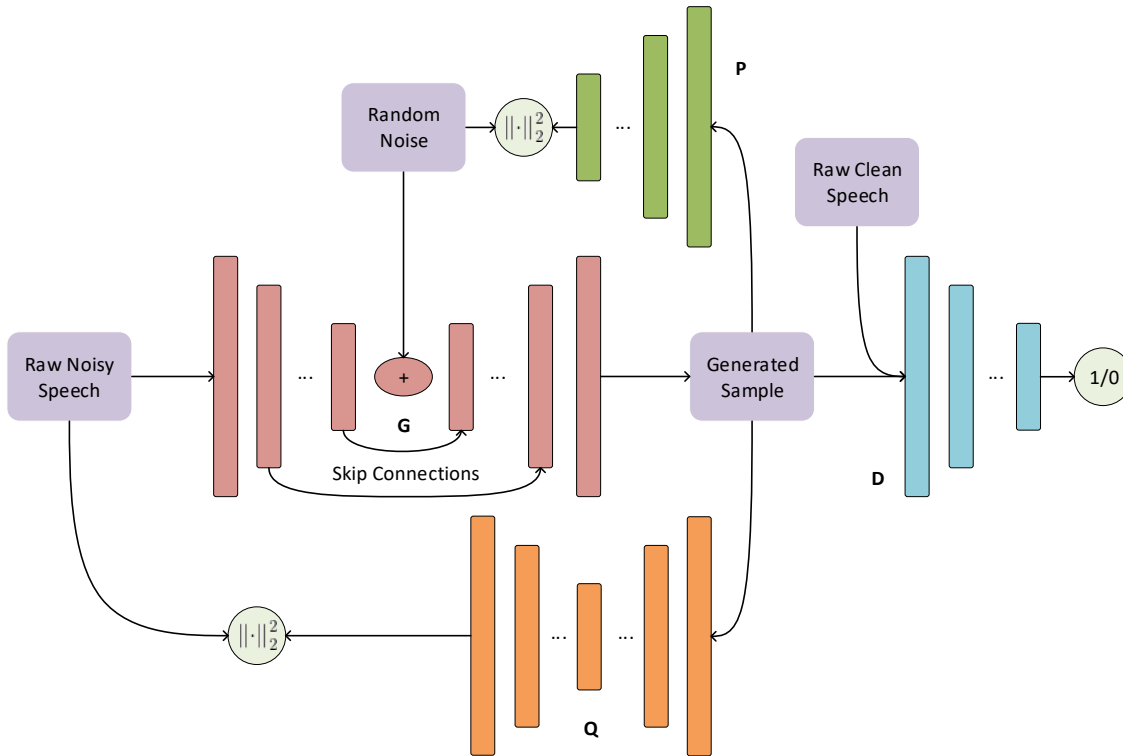 P
Random
Noise
‖·‖²₂
...
Raw Clean
Speech
Raw Noisy
Speech
...
+
...
G
Skip Connections
Generated
Sample
...
1/0
D
‖·‖²₂
...
...
Q